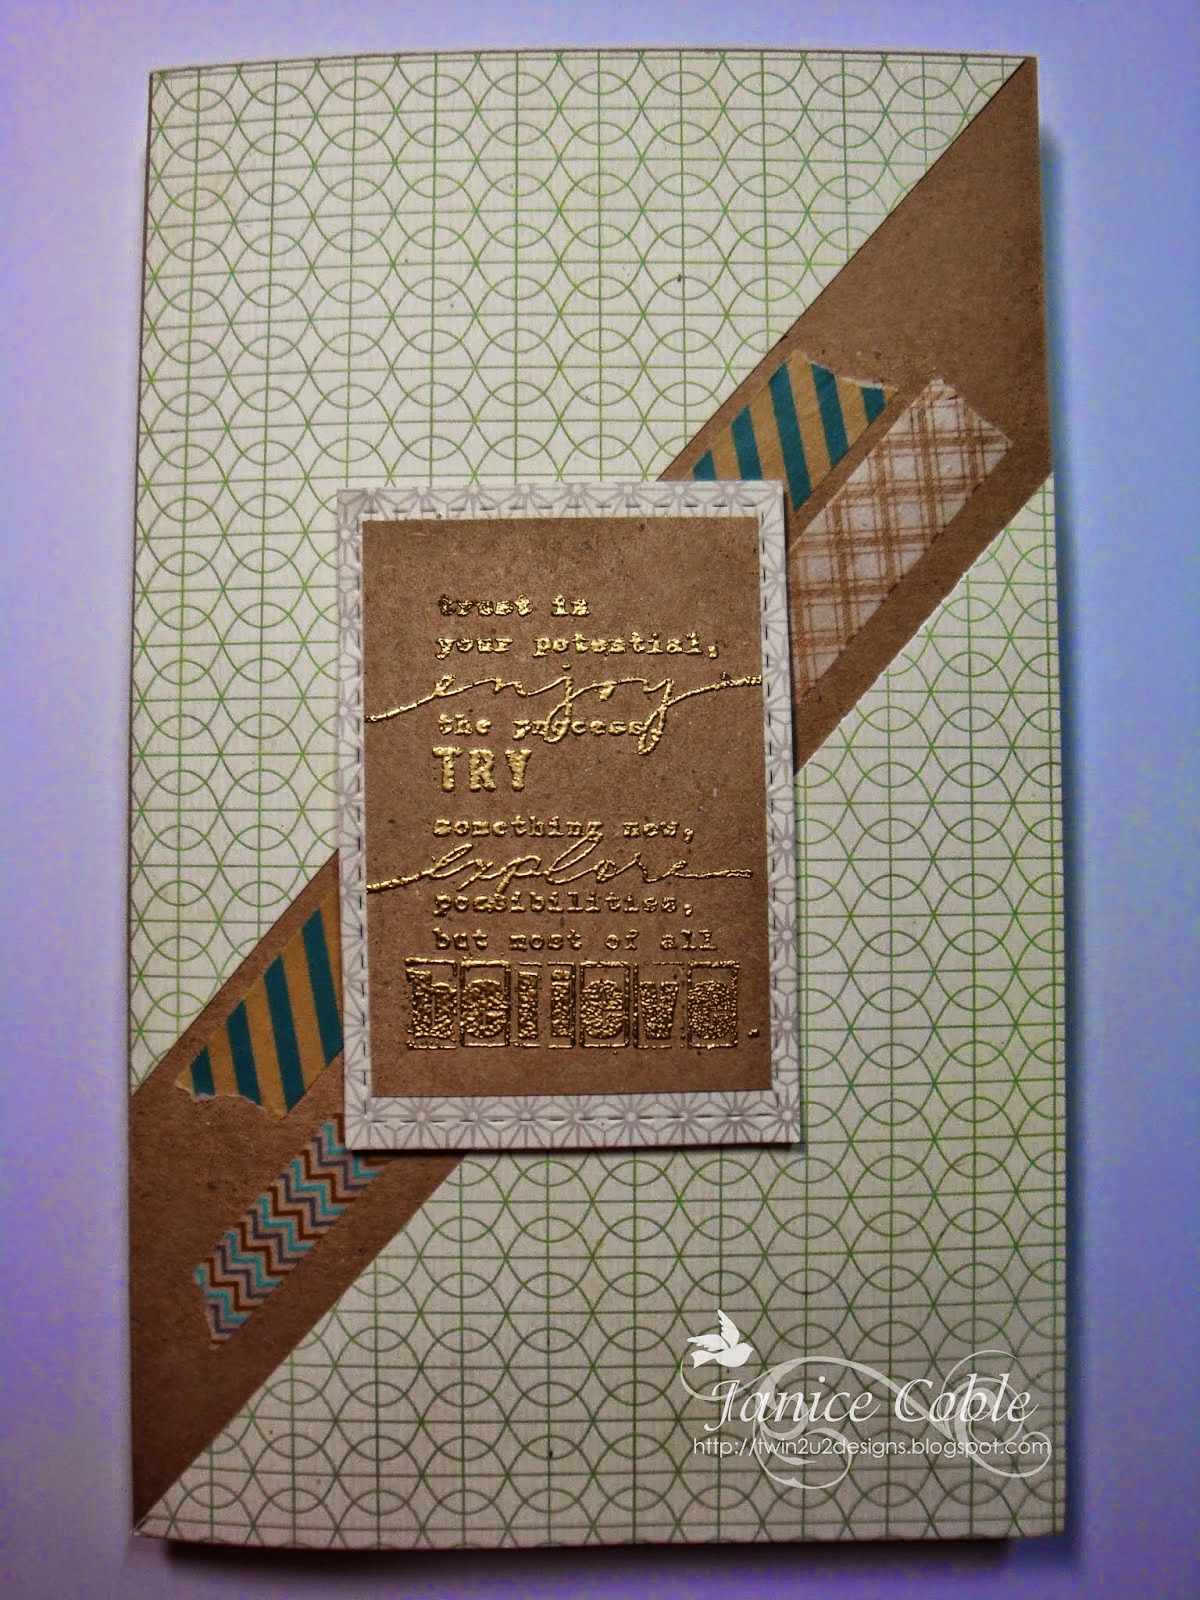 trust in
your potential,
enjoy
the process,
TRY
something new,
explore
possibilities,
but most of all
believe.
Janice Coble
http://twin2u2designs.blogspot.com